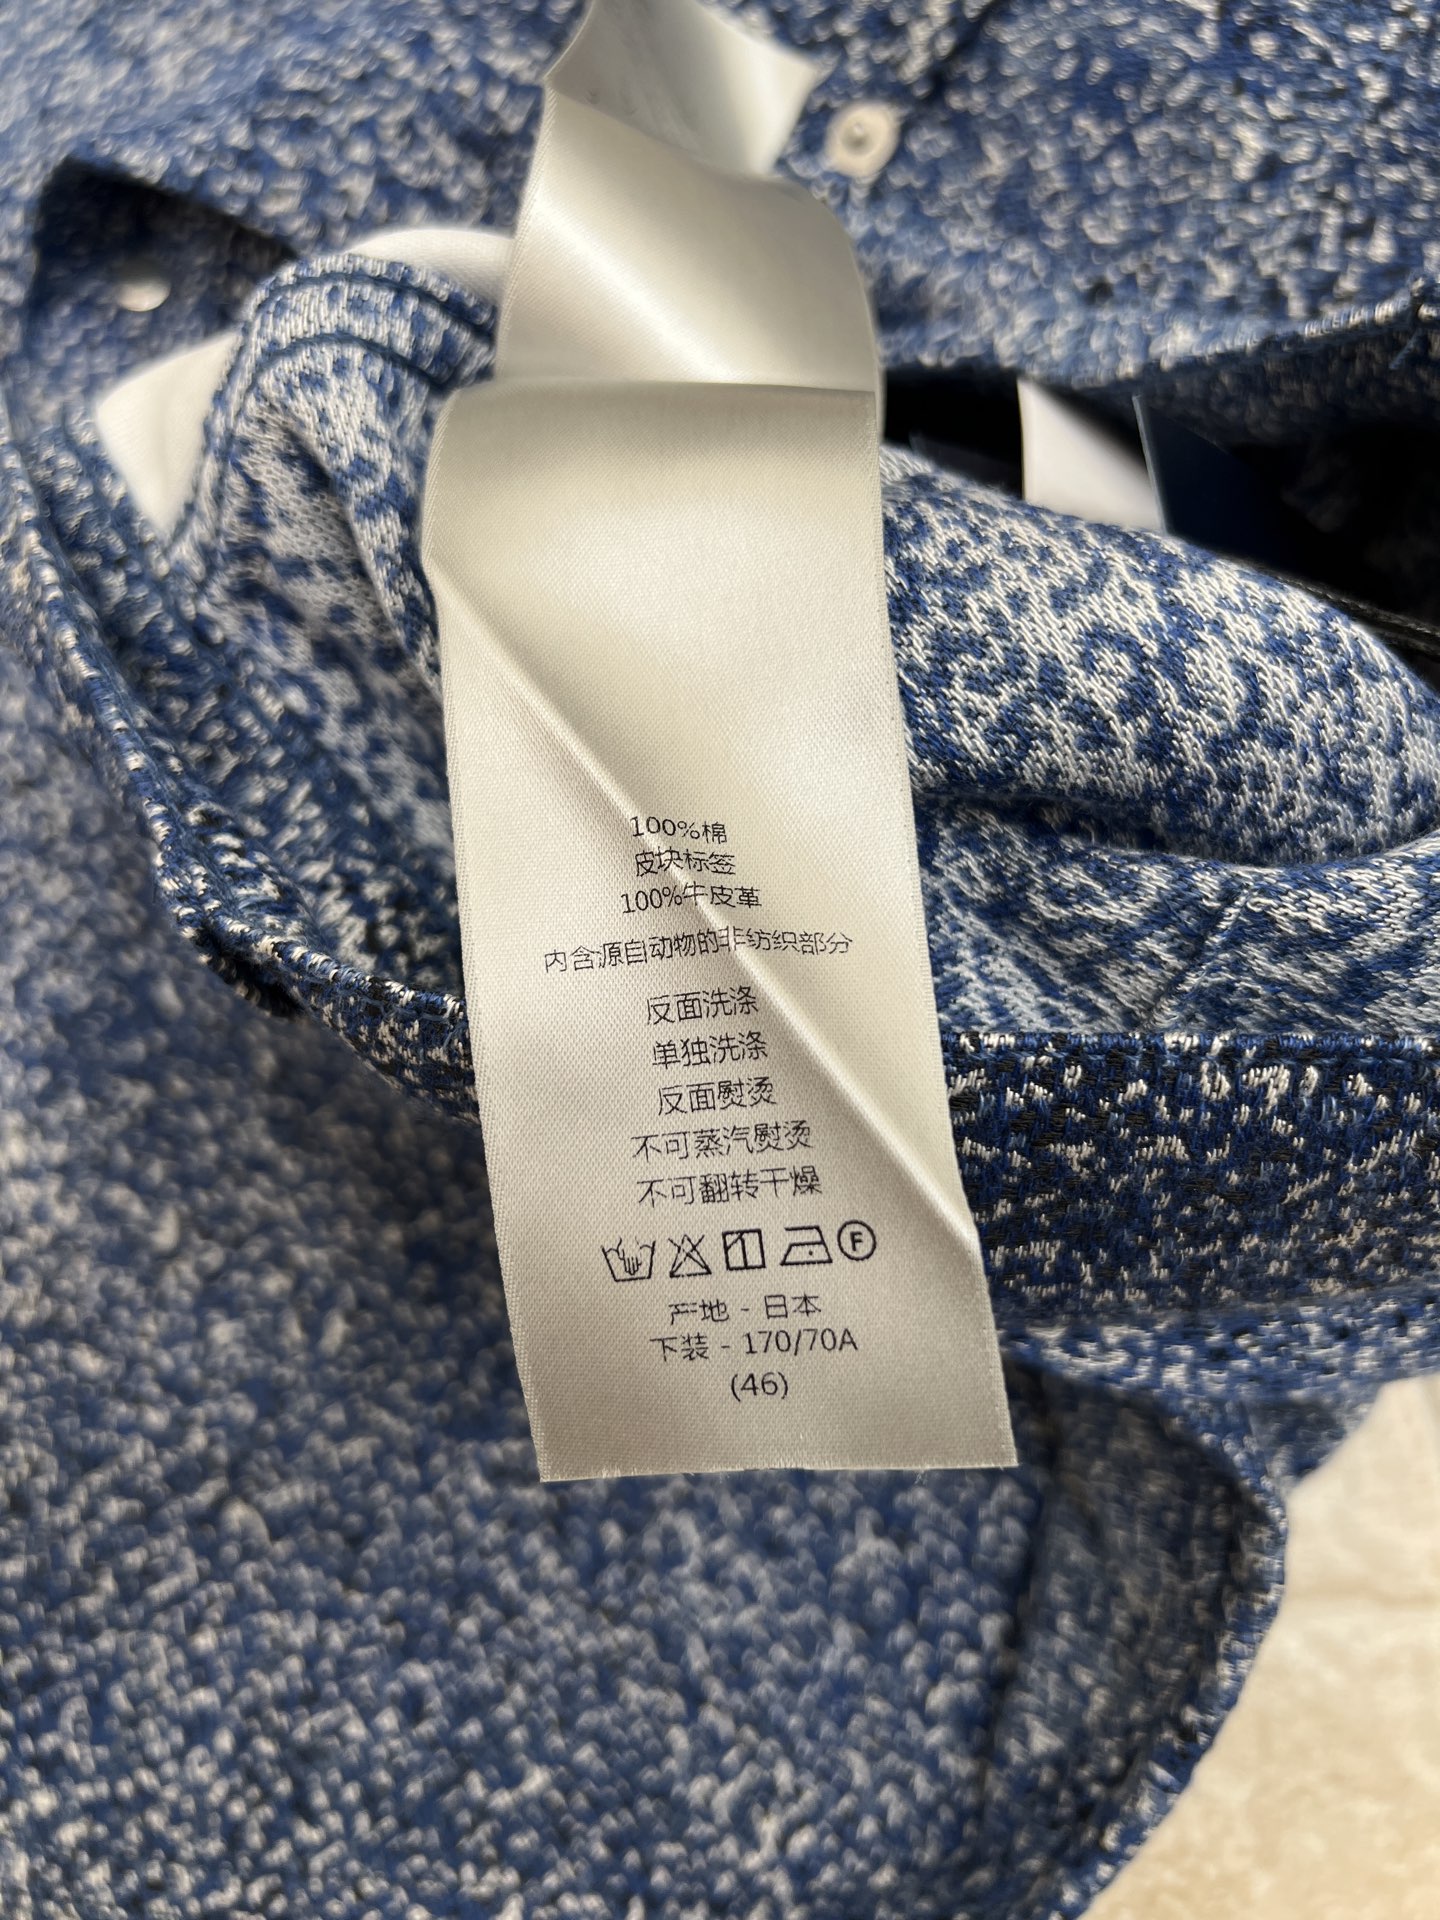 100%棉
皮块标签
100%牛皮革
内含源自动物的非纺织部分
反面洗涤
单独洗涤
反面熨烫
不可蒸汽熨烫
不可翻转干燥
F
产地 - 日本
下装 - 170/70A
(46)